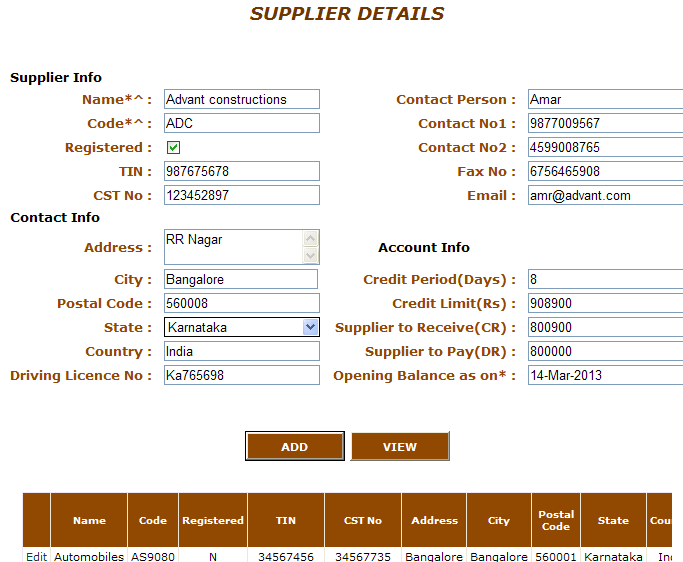 SUPPLIER DETAILS
Supplier Info
Name*^ : Advant constructions Contact Person : Amar
Code*^ : ADC Contact No1 : 9877009567
Registered : Contact No2 : 4599008765
TIN : 987675678 Fax No : 6756465908
CST No : 123452897 Email : amr@advant.com
Contact Info
Address : RR Nagar Account Info
City : Bangalore Credit Period(Days) : 8
Postal Code : 560008 Credit Limit(Rs) : 908900
State : Karnataka Supplier to Receive(CR) : 800900
Country : India Supplier to Pay(DR) : 800000
Driving Licence No : Ka765698 Opening Balance as on* : 14-Mar-2013
ADD VIEW
Name Code Registered TIN CST No Address City Postal Code State Cou
Edit Automobiles AS9080 N 34567456 34567735 Bangalore Bangalore 560001 Karnataka In